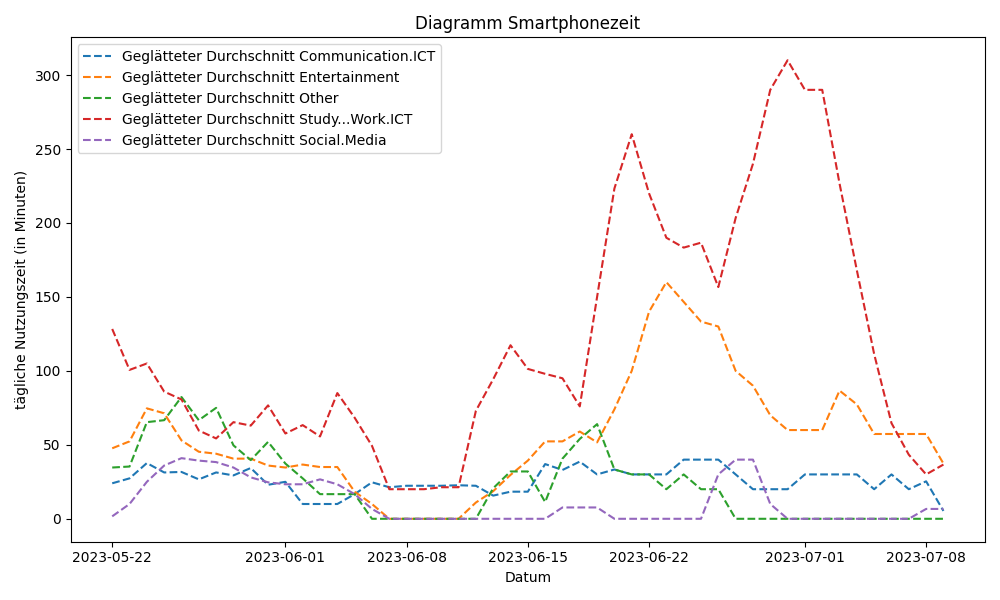 Diagramm Smartphonezeit
Geglätteter Durchschnitt Communication.ICT
Geglätteter Durchschnitt Entertainment
Geglätteter Durchschnitt Other
Geglätteter Durchschnitt Study...Work.ICT
Geglätteter Durchschnitt Social.Media
tägliche Nutzungszeit (in Minuten)
300
250
200
150
100
50
0
2023-05-22 2023-06-01 2023-06-08 2023-06-15 2023-06-22 2023-07-01 2023-07-08
Datum